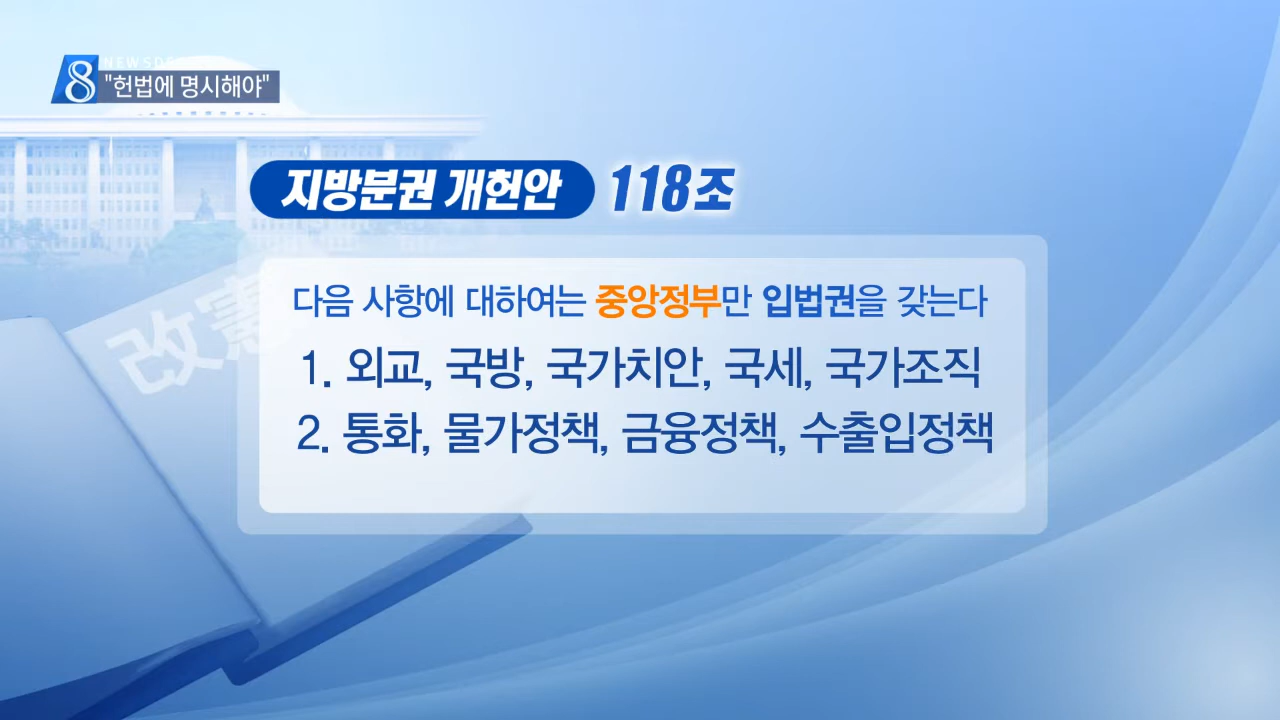 8
"헌법에 명시해야"
지방분권 개헌안 118조
다음 사항에 대하여는 중앙정부만 입법권을 갖는다
1. 외교, 국방, 국가치안, 국세, 국가조직
2. 통화, 물가정책, 금융정책, 수출입정책
改憲